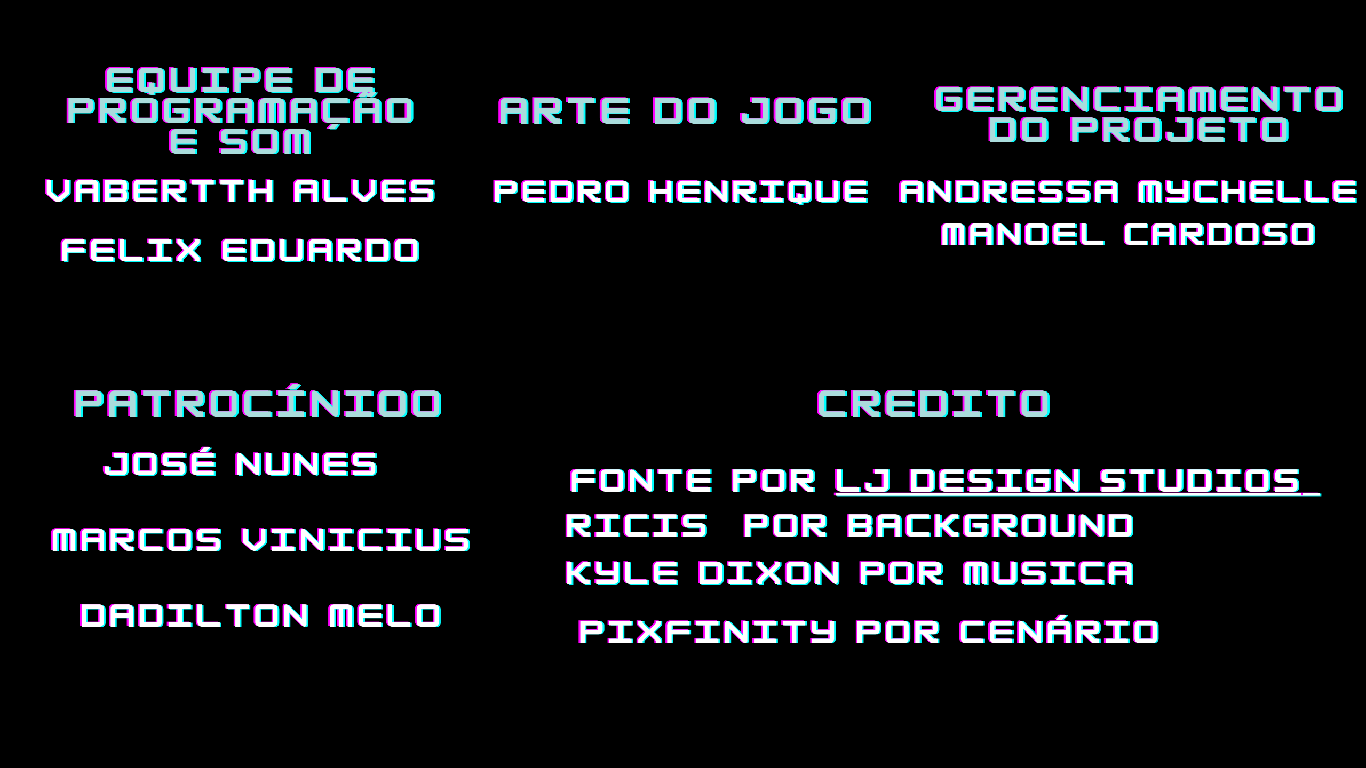 EQUIPE DE
PROGRAMAÇÃO
E SOM
VABERTTH ALVES
FELIX EDUARDO
ARTE DO JOGO
PEDRO HENRIQUE
GERENCIAMENTO
DO PROJETO
ANDRESSA MYCHELLE
MANOEL CARDOSO
PATROCÍNIOO
JOSÉ NUNES
MARCOS VINICIUS
DADILTON MELO
CREDITO
FONTE POR LJ DESIGN STUDIOS_
RICIS  POR BACKGROUND
KYLE DIXON POR MUSICA
PIXFINITY POR CENÁRIO